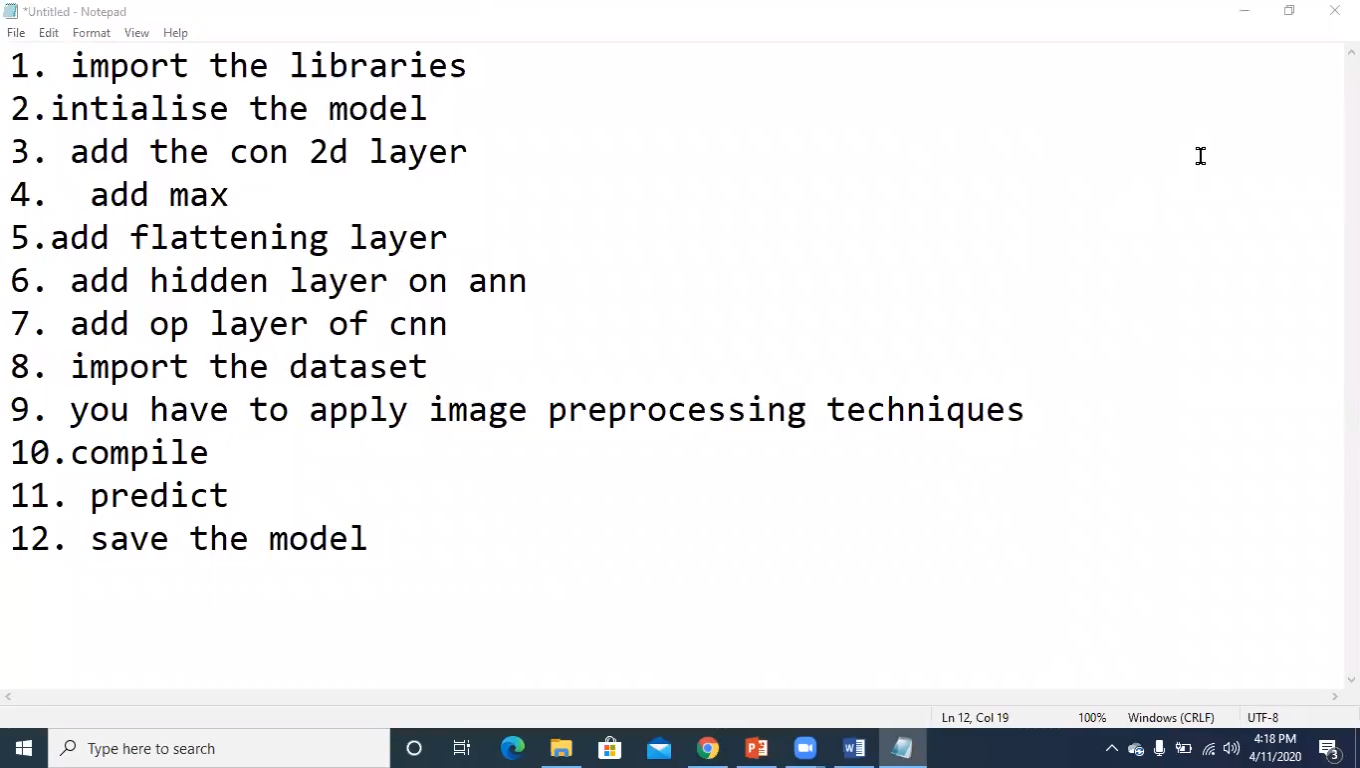 *Untitled - Notepad
File Edit Format View Help
1. import the libraries
2.intialise the model
3. add the con 2d layer
4.  add max
5.add flattening layer
6. add hidden layer on ann
7. add op layer of cnn
8. import the dataset
9. you have to apply image preprocessing techniques
10.compile
11. predict
12. save the model
Ln 12, Col 19 100% Windows (CRLF) UTF-8
Type here to search
4:18 PM
4/11/2020
3